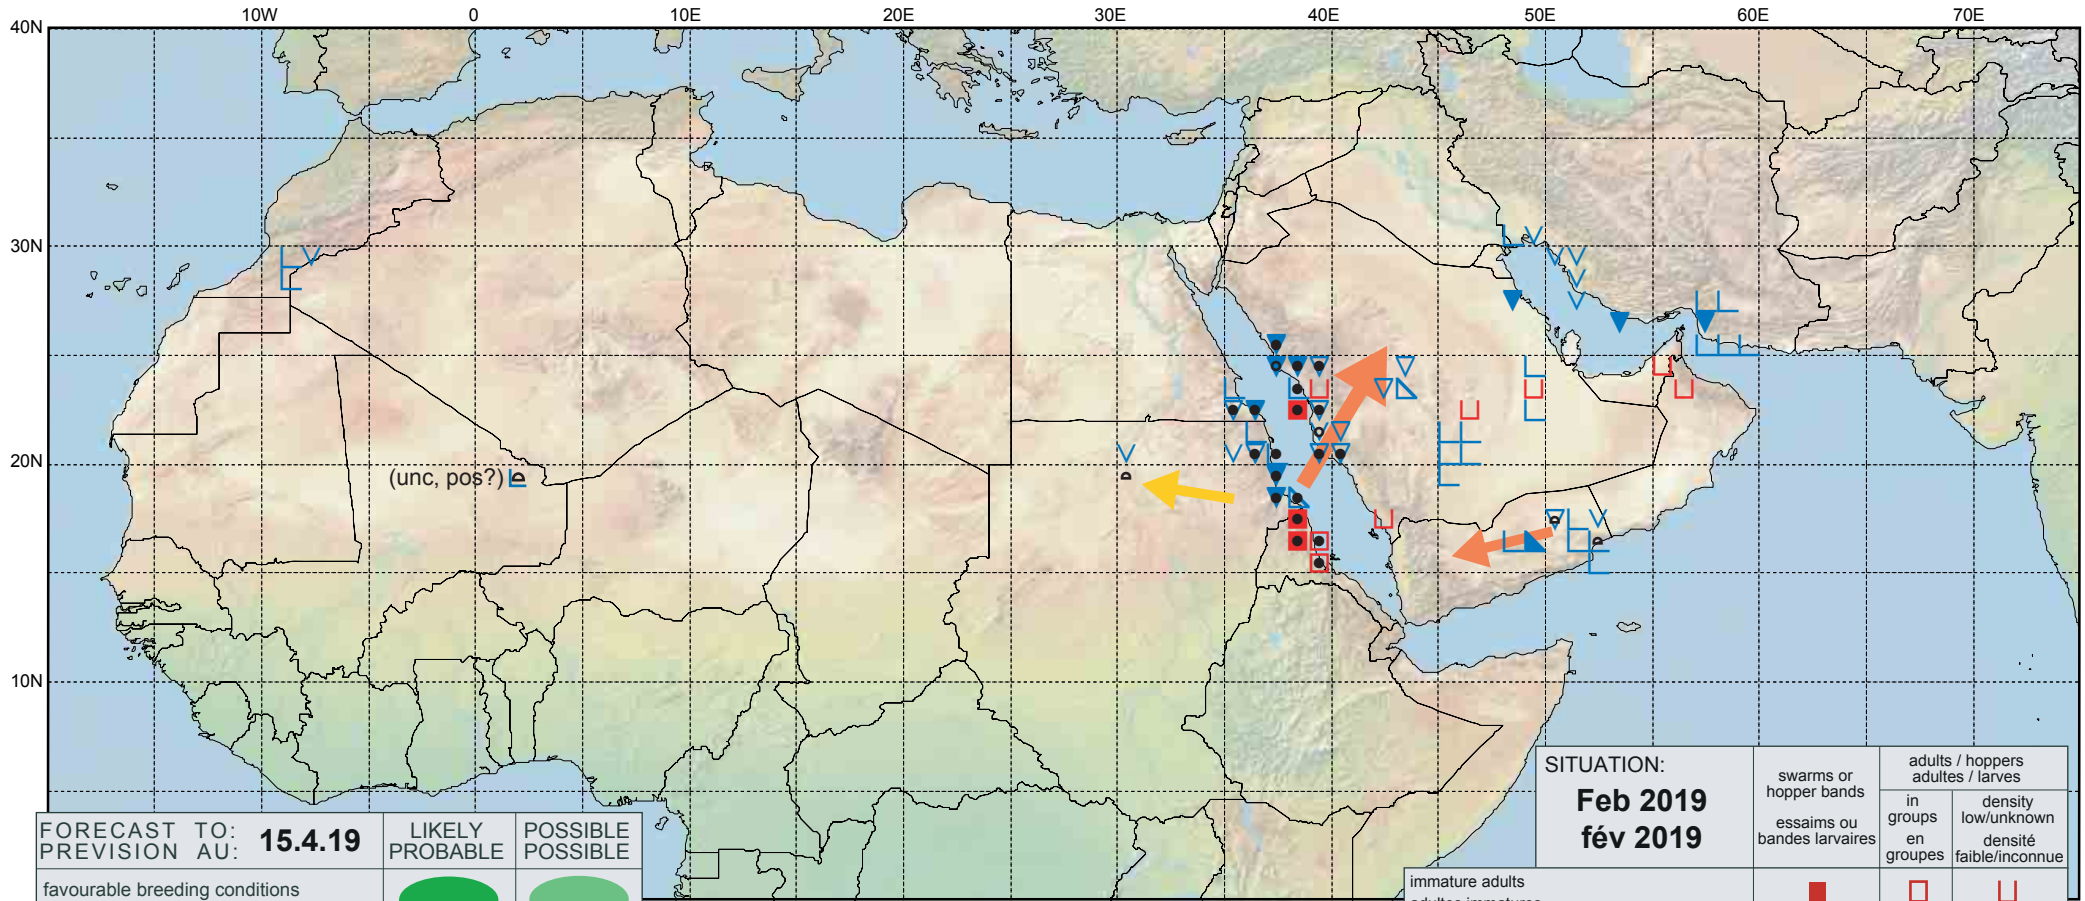 10W 0 10E 20E 30E 40E 50E 60E 70E
40N
30N
20N
10N
(unc, pos?)
SITUATION:
Feb 2019
fév 2019
swarms or
hopper bands
essaims ou
bandes larvaires
adults / hoppers
adultes / larves
in
groups
en
groupes
density
low/unknown
densité
faible/inconnue
immature adults
adultes immatures
FORECAST TO:
PREVISION AU:
15.4.19
LIKELY
PROBABLE
POSSIBLE
POSSIBLE
favourable breeding conditions